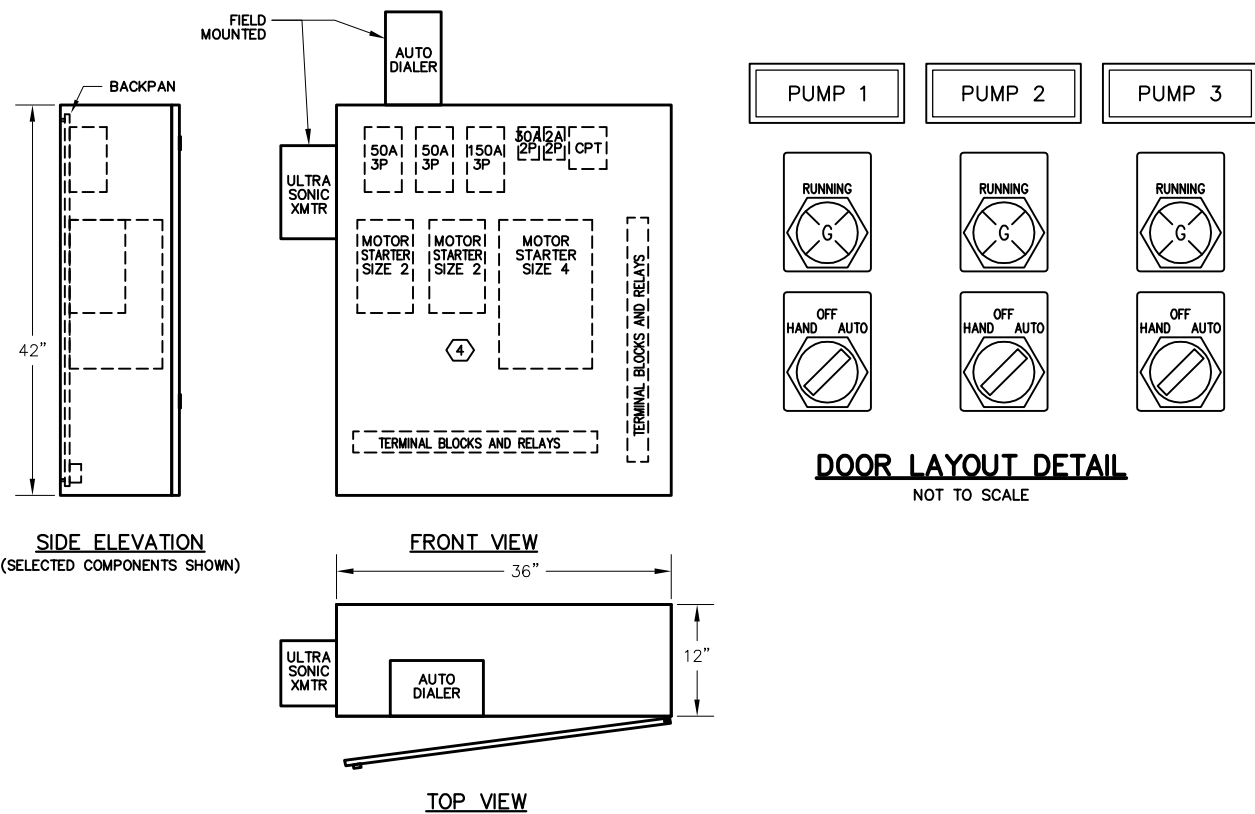 FIELD
MOUNTED
AUTO
DIALER
BACKPAN
ULTRA
SONIC
XMTR
50A
3P
50A
3P
150A
3P
30A
2P
2A
2P
CPT
MOTOR
STARTER
SIZE 2
MOTOR
STARTER
SIZE 2
MOTOR
STARTER
SIZE 4
TERMINAL BLOCKS AND RELAYS
4
TERMINAL BLOCKS AND RELAYS
42"
SIDE ELEVATION
(SELECTED COMPONENTS SHOWN)
FRONT VIEW
36"
12"
ULTRA
SONIC
XMTR
AUTO
DIALER
TOP VIEW
PUMP 1
PUMP 2
PUMP 3
RUNNING
G
RUNNING
G
RUNNING
G
OFF
HAND AUTO
OFF
HAND AUTO
OFF
HAND AUTO
DOOR LAYOUT DETAIL
NOT TO SCALE